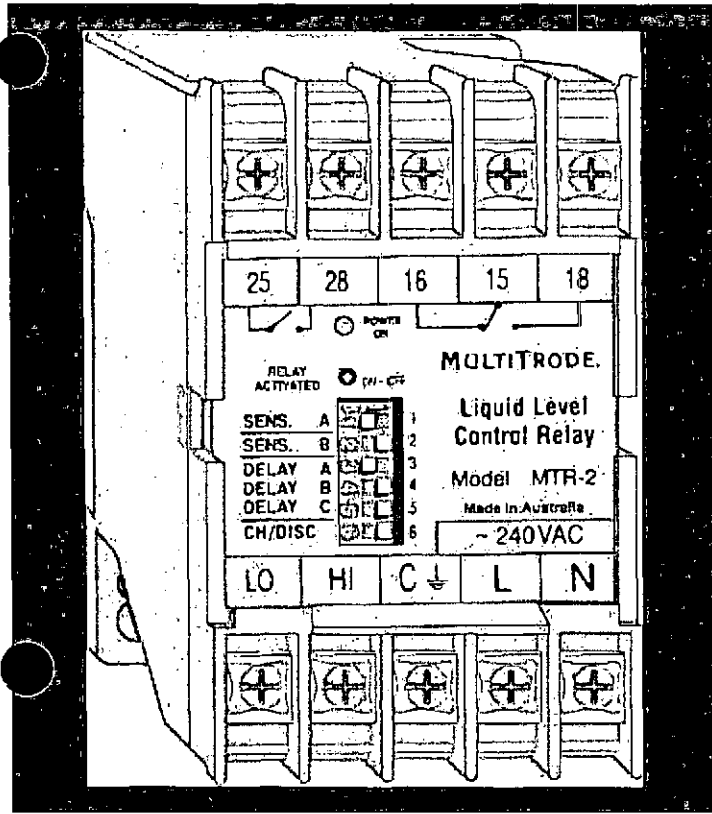 25 28 16 15 18
POWER
ON
MULTITRODE.
RELAY
ACTIVATED
ON - OFF
Liquid Level
Control Relay
SENS. A 1
SENS. B 2
DELAY A 3
DELAY B 4
DELAY C 5
CH/DISC 6
Model MTR-2
Made in Australia
~ 240VAC
LO HI C L N